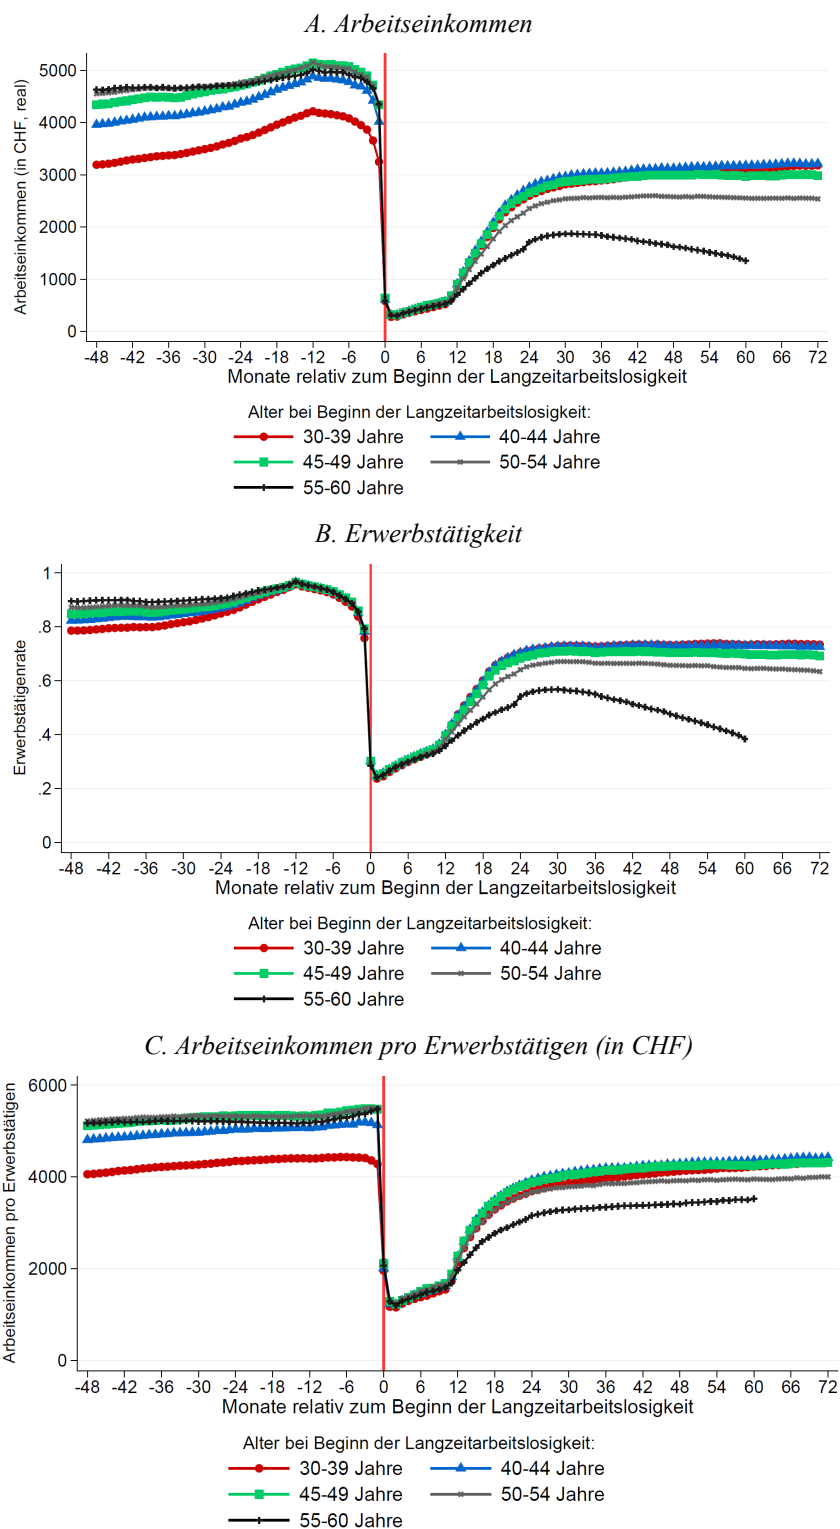 A. Arbeitseinkommen
Arbeitseinkommen (in CHF, real)
5000
4000
3000
2000
1000
0
-48 -42 -36 -30 -24 -18 -12 -6 0 6 12 18 24 30 36 42 48 54 60 66 72
Monate relativ zum Beginn der Langzeitarbeitslosigkeit
Alter bei Beginn der Langzeitarbeitslosigkeit:
30-39 Jahre 40-44 Jahre
45-49 Jahre 50-54 Jahre
55-60 Jahre
B. Erwerbstätigkeit
Erwerbstätigenrate
1
.8
.6
.4
.2
0
-48 -42 -36 -30 -24 -18 -12 -6 0 6 12 18 24 30 36 42 48 54 60 66 72
Monate relativ zum Beginn der Langzeitarbeitslosigkeit
Alter bei Beginn der Langzeitarbeitslosigkeit:
30-39 Jahre 40-44 Jahre
45-49 Jahre 50-54 Jahre
55-60 Jahre
C. Arbeitseinkommen pro Erwerbstätigen (in CHF)
Arbeitseinkommen pro Erwerbstätigen
6000
4000
2000
0
-48 -42 -36 -30 -24 -18 -12 -6 0 6 12 18 24 30 36 42 48 54 60 66 72
Monate relativ zum Beginn der Langzeitarbeitslosigkeit
Alter bei Beginn der Langzeitarbeitslosigkeit:
30-39 Jahre 40-44 Jahre
45-49 Jahre 50-54 Jahre
55-60 Jahre